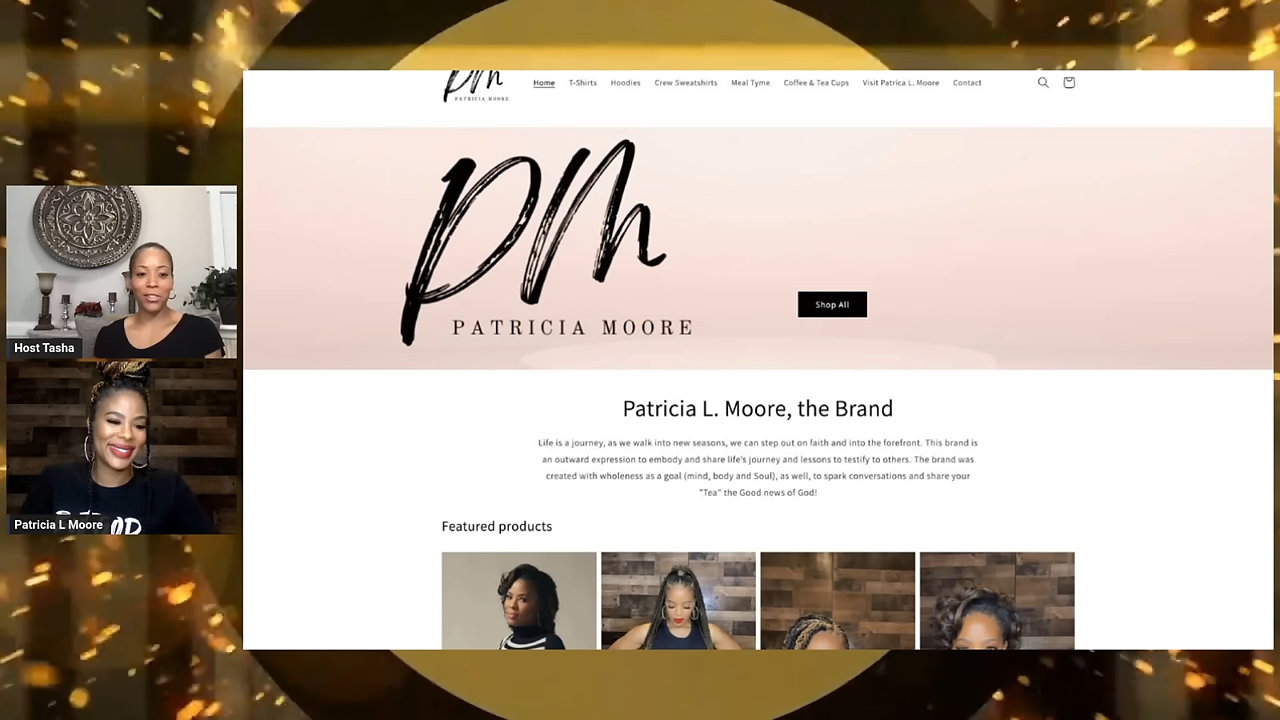 pm
PATRICIA MOORE
Home T-Shirts Hoodies Crew Sweatshirts Meal Tyme Coffee & Tea Cups Visit Patrica L. Moore Contact
pm
PATRICIA MOORE
Shop All
Host Tasha
Patricia L Moore
Patricia L. Moore, the Brand
Life is a journey, as we walk into new seasons, we can step out on faith and into the forefront. This brand is
an outward expression to embody and share life's journey and lessons to testify to others. The brand was
created with wholeness as a goal (mind, body and Soul), as well, to spark conversations and share your
"Tea" the Good news of God!
Featured products